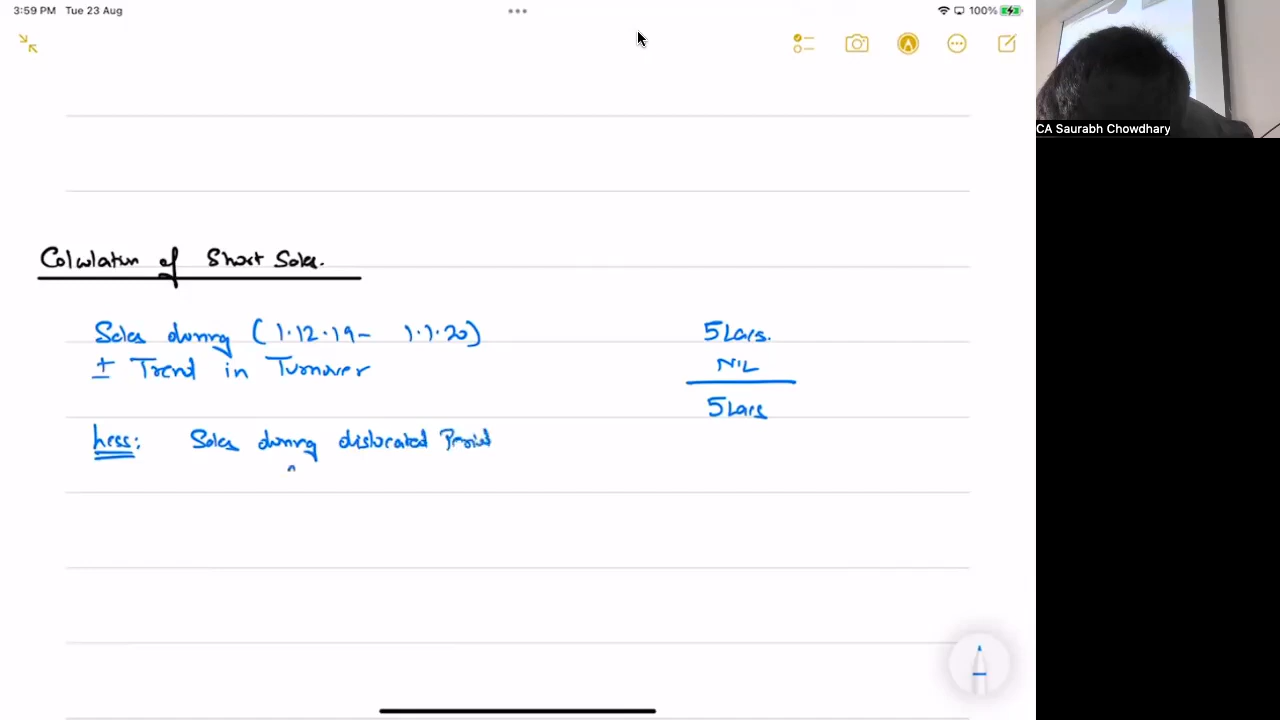 3:59 PM Tue 23 Aug
100%
CA Saurabh Chowdhary
Calculation of Short Sales.
Sales during (1.12.19 - 1.1.20) 5 Lacs.
± Trend in Turnover NIL
5 Lacs
Less: Sales during dislocated Period